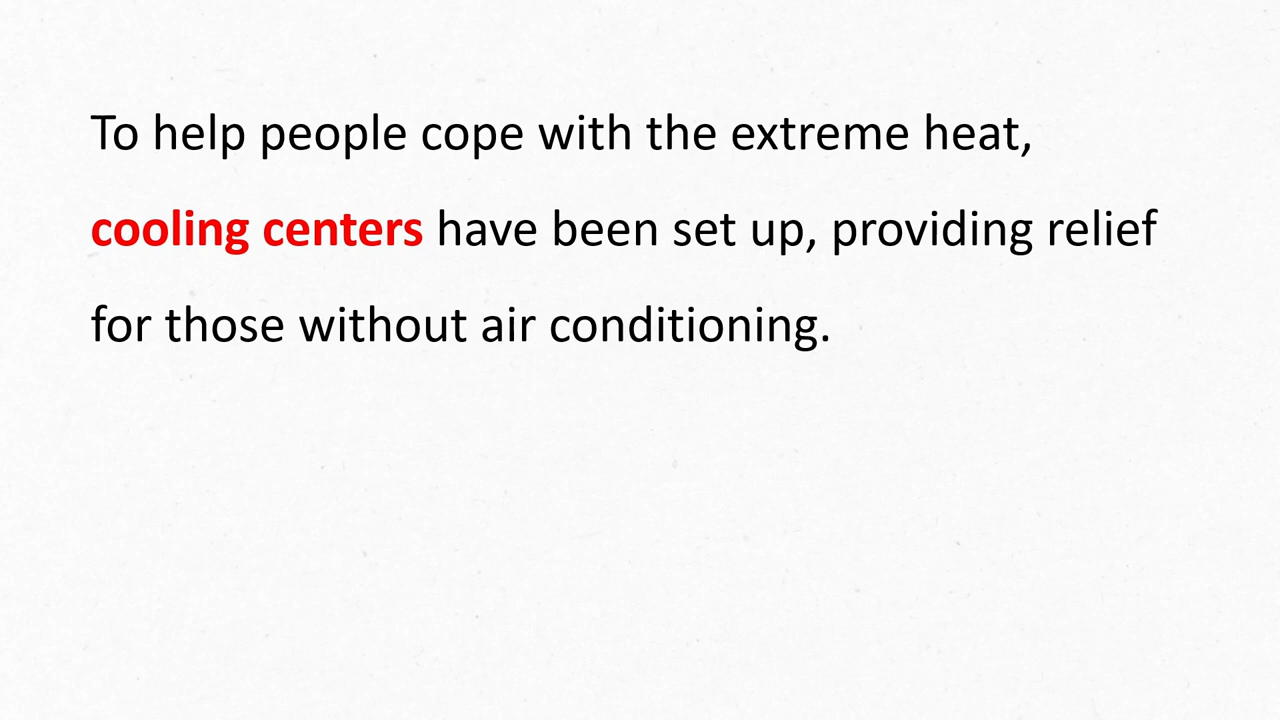 To help people cope with the extreme heat,
cooling centers have been set up, providing relief
for those without air conditioning.